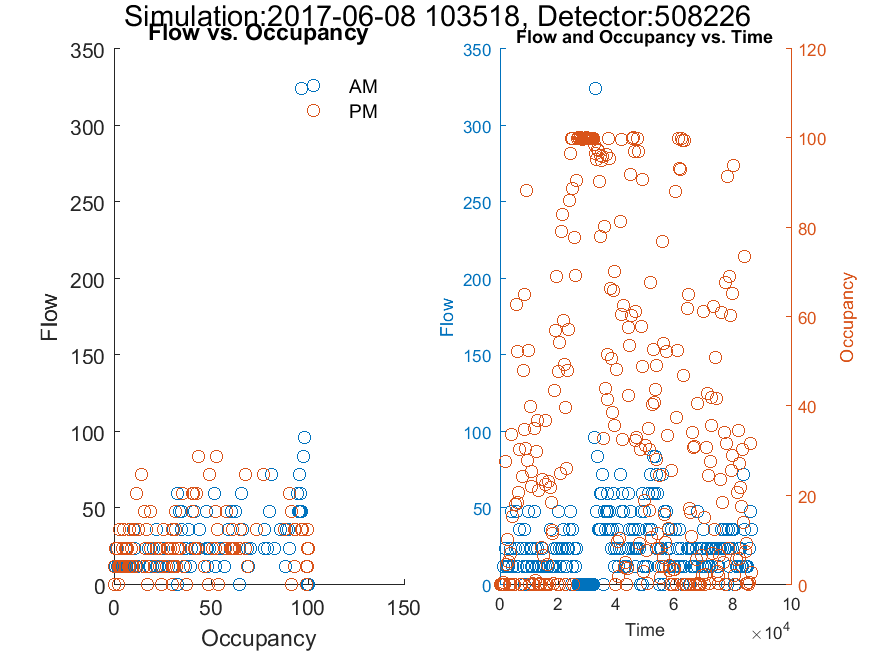 Simulation:2017-06-08 103518, Detector:508226
Flow vs. Occupancy
350
300
250
200
150
100
50
0
0 50 100 150
Flow
Occupancy
AM
PM
Flow and Occupancy vs. Time
350
300
250
200
150
100
50
0
Flow
120
100
80
60
40
20
0
Occupancy
0 2 4 6 8 10
×10⁴
Time